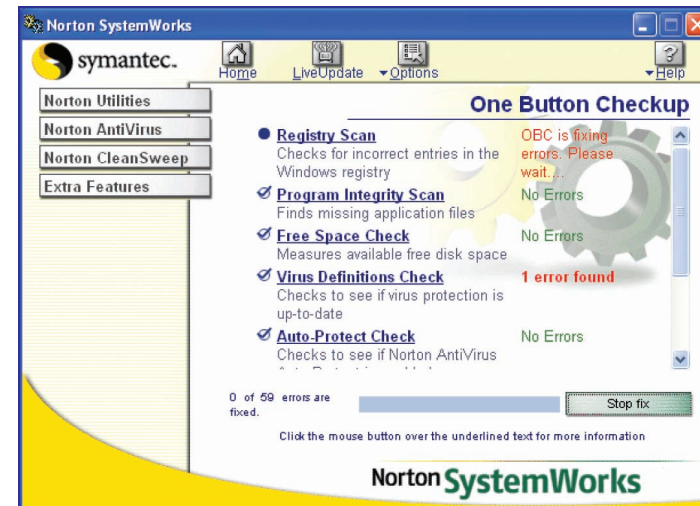 Norton SystemWorks
symantec.
Home LiveUpdate Options Help
Norton Utilities
Norton AntiVirus
Norton CleanSweep
Extra Features
One Button Checkup
Registry Scan
Checks for incorrect entries in the
Windows registry
OBC is fixing
errors. Please
wait....
Program Integrity Scan
Finds missing application files
No Errors
Free Space Check
Measures available free disk space
No Errors
Virus Definitions Check
Checks to see if virus protection is
up-to-date
1 error found
Auto-Protect Check
Checks to see if Norton AntiVirus
No Errors
0 of 59 errors are
fixed.
Stop fix
Click the mouse button over the underlined text for more information
Norton SystemWorks